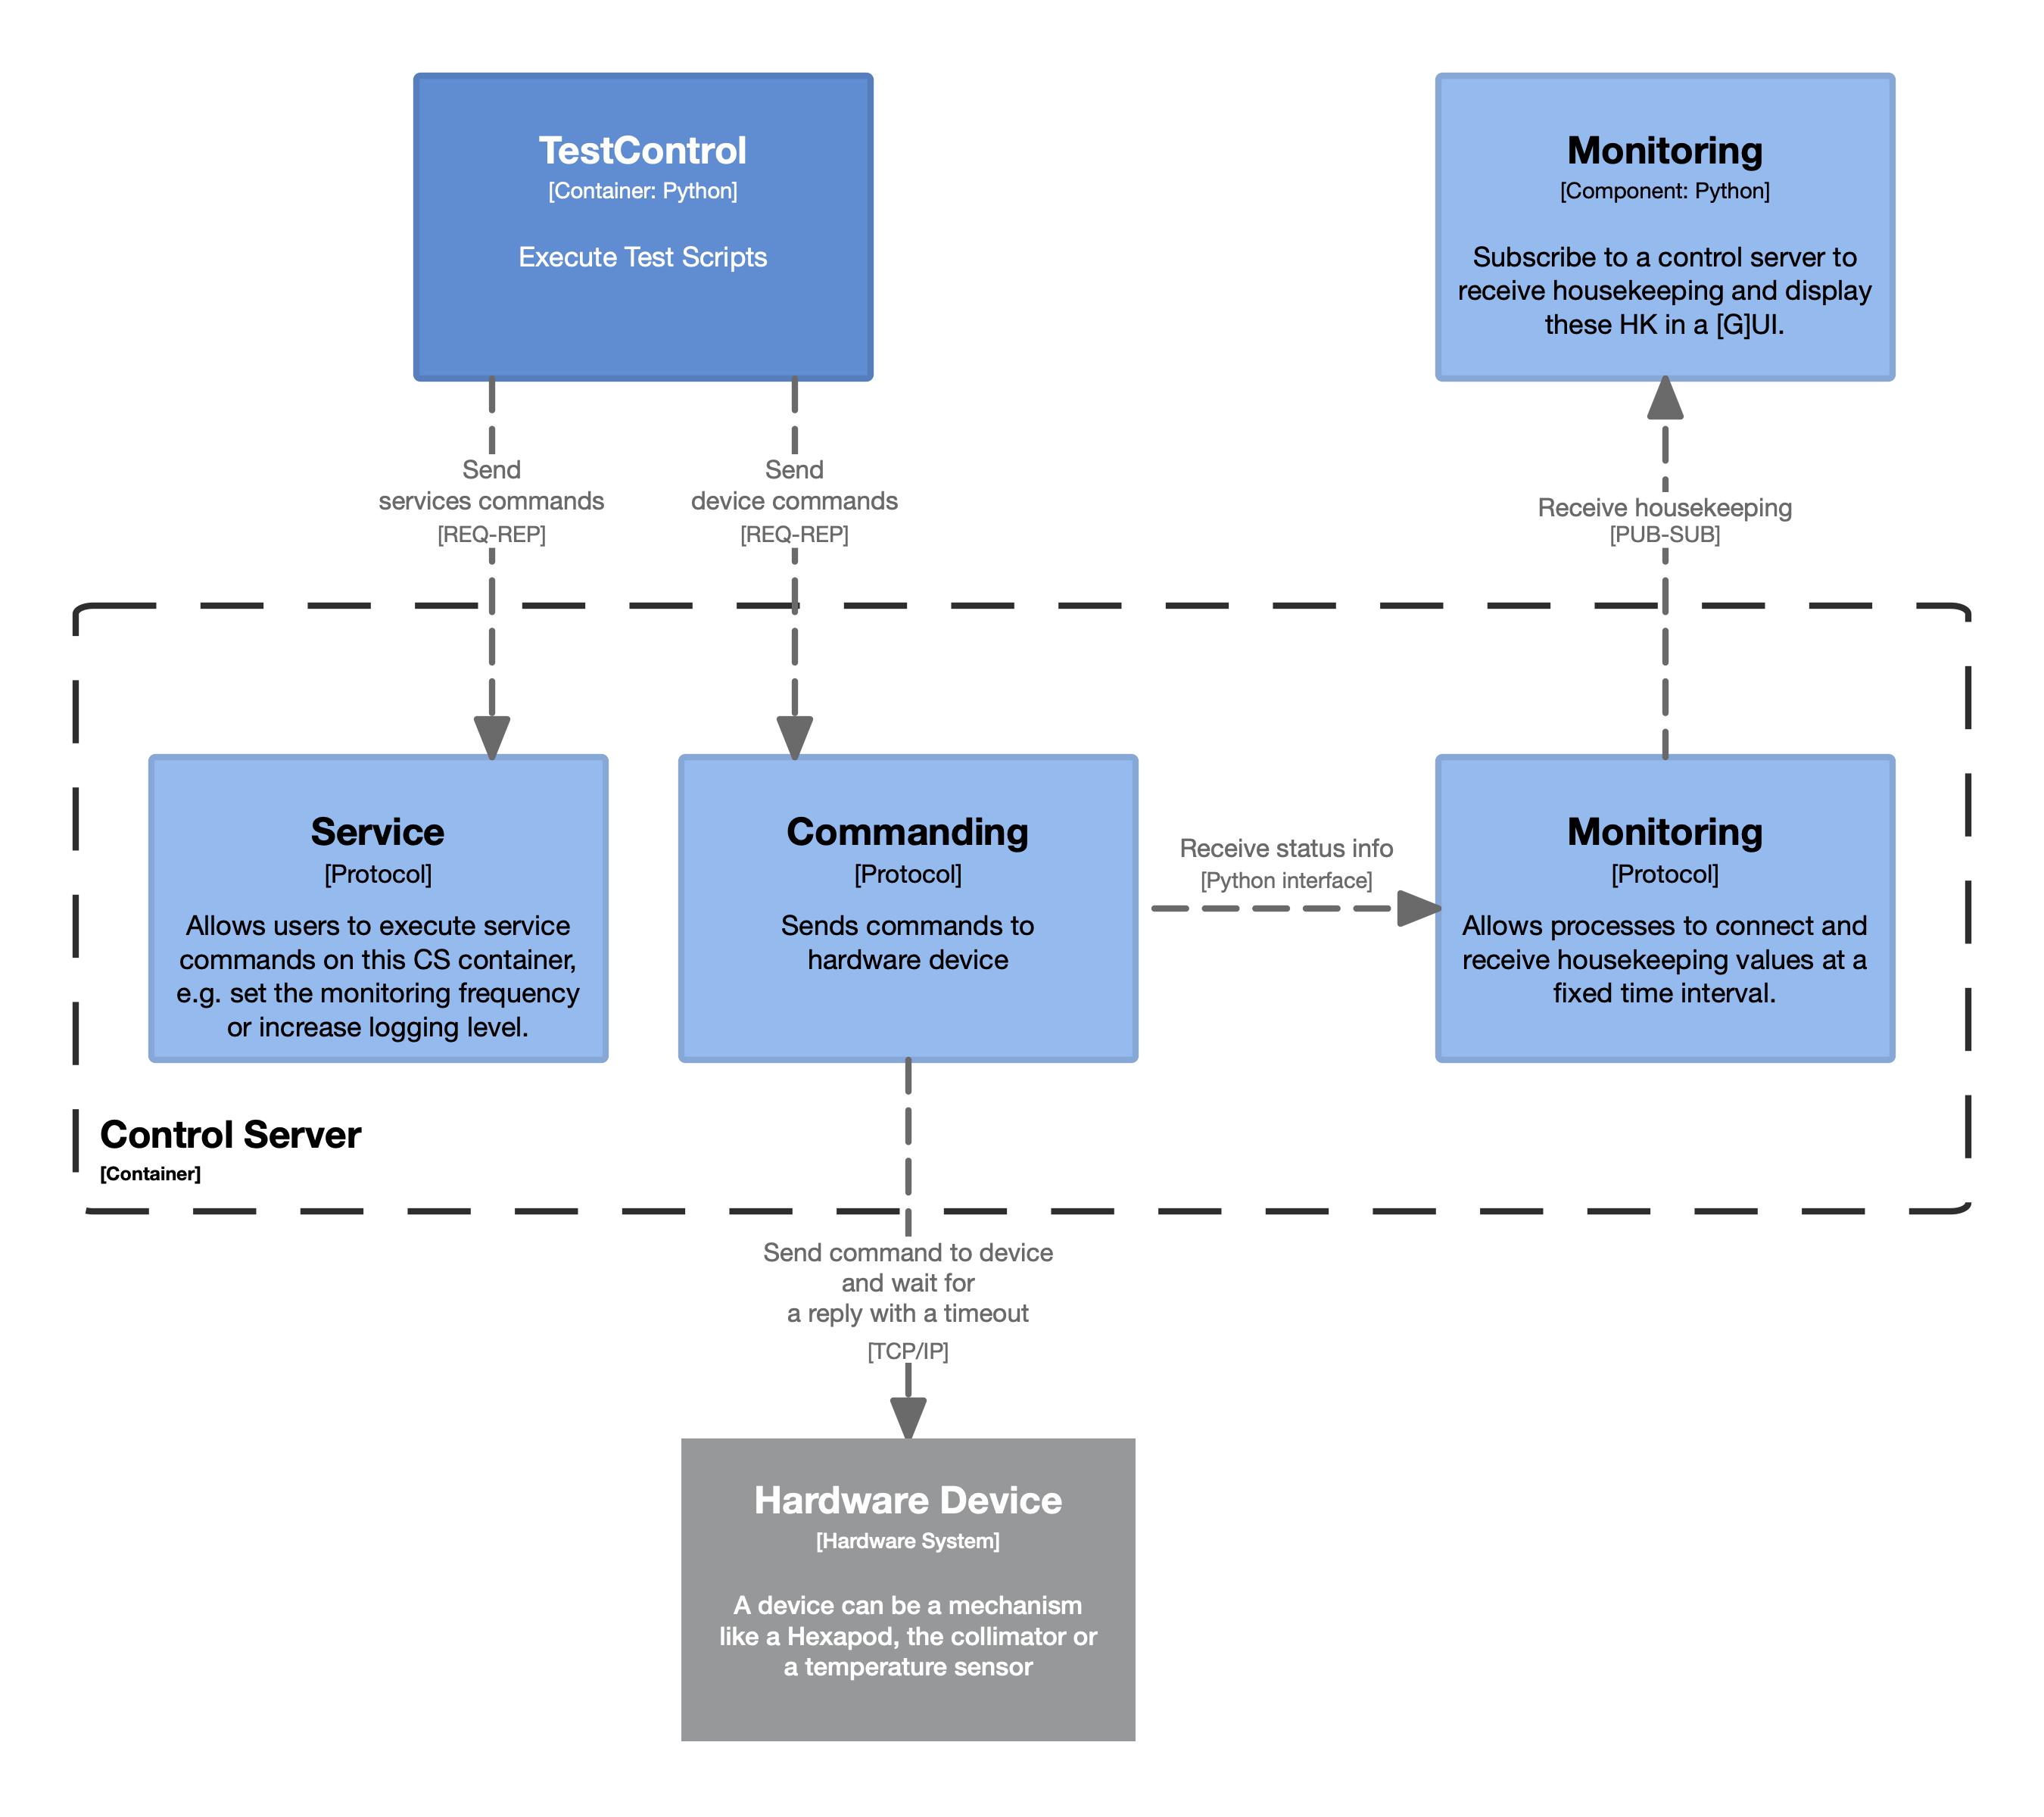 TestControl
[Container: Python]
Execute Test Scripts
Monitoring
[Component: Python]
Subscribe to a control server to
receive housekeeping and display
these HK in a [G]UI.
Send
services commands
[REQ-REP]
Send
device commands
[REQ-REP]
Receive housekeeping
[PUB-SUB]
Service
[Protocol]
Allows users to execute service
commands on this CS container,
e.g. set the monitoring frequency
or increase logging level.
Commanding
[Protocol]
Sends commands to
hardware device
Receive status info
[Python interface]
Monitoring
[Protocol]
Allows processes to connect and
receive housekeeping values at a
fixed time interval.
Control Server
[Container]
Send command to device
and wait for
a reply with a timeout
[TCP/IP]
Hardware Device
[Hardware System]
A device can be a mechanism
like a Hexapod, the collimator or
a temperature sensor